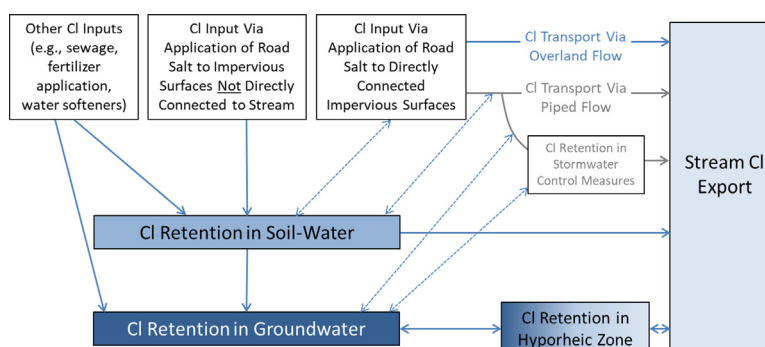 Other Cl Inputs
(e.g., sewage,
fertilizer
application,
water softeners)
Cl Input Via
Application of Road
Salt to Impervious
Surfaces Not Directly
Connected to Stream
Cl Input Via
Application of Road
Salt to Directly
Connected
Impervious Surfaces
Cl Transport Via
Overland Flow
Cl Transport Via
Piped Flow
Cl Retention in
Stormwater
Control Measures
Stream Cl
Export
Cl Retention in Soil-Water
Cl Retention in Groundwater
Cl Retention in
Hyporheic Zone